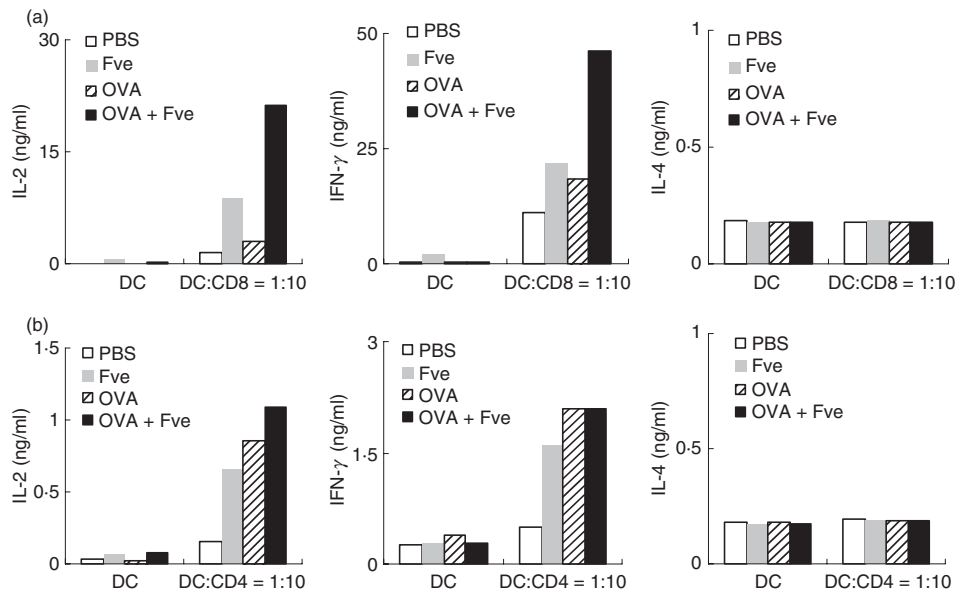 (a)
30
15
0
IL-2 (ng/ml)
PBS
Fve
OVA
OVA + Fve
DC
DC:CD8 = 1:10
50
25
0
IFN-γ (ng/ml)
PBS
Fve
OVA
OVA + Fve
DC
DC:CD8 = 1:10
1
0·5
0
IL-4 (ng/ml)
PBS
Fve
OVA
OVA + Fve
DC
DC:CD8 = 1:10
(b)
1·5
1
0·5
0
IL-2 (ng/ml)
PBS
Fve
OVA
OVA + Fve
DC
DC:CD4 = 1:10
3
1·5
0
IFN-γ (ng/ml)
PBS
Fve
OVA
OVA + Fve
DC
DC:CD4 = 1:10
1
0·5
0
IL-4 (ng/ml)
PBS
Fve
OVA
OVA + Fve
DC
DC:CD4 = 1:10